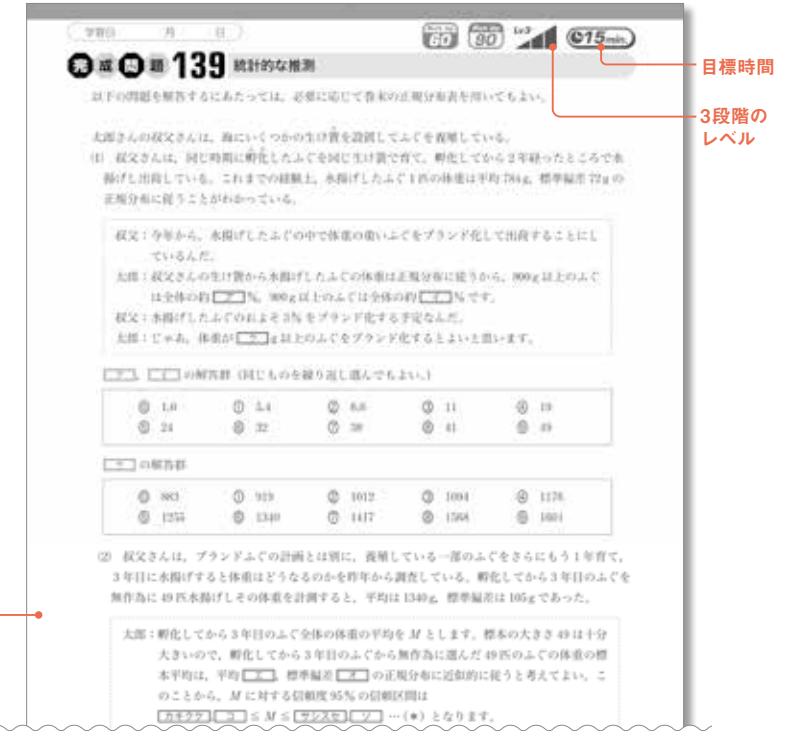 学習日 月 日
60 90 Lv3 15min.
完成問題 139 統計的な推測
目標時間
3段階の
レベル
以下の問題を解答するにあたっては、必要に応じて巻末の正規分布表を用いてもよい。
太郎さんの叔父さんは、海にいくつかの生け簀を設置してふぐを養殖している。
(1) 叔父さんは、同じ時間に孵化したふぐを同じ生け簀で育て、孵化してから2年経ったところで水
揚げし出荷している。これまでの経験上、水揚げしたふぐ1匹の体重は平均784g、標準偏差72gの
正規分布に従うことがわかっている。
叔父：今年から、水揚げしたふぐの中で体重の重いふぐをブランド化して出荷することにし
ているんだ。
太郎：叔父さんの生け簀から水揚げしたふぐの体重は正規分布に従うから、800g以上のふぐ
は全体の約ア%、900g以上のふぐは全体の約イ%です。
叔父：水揚げしたふぐのおよそ3%をブランド化する予定なんだ。
太郎：じゃあ、体重がウg以上のふぐをブランド化するとよいと思います。
ア、イの解答群（同じものを繰り返し選んでもよい。）
⓪ 1.0 ① 5.4 ② 6.6 ③ 11 ④ 19
⑤ 24 ⑥ 32 ⑦ 38 ⑧ 41 ⑨ 49
ウの解答群
⓪ 883 ① 919 ② 1012 ③ 1094 ④ 1176
⑤ 1255 ⑥ 1340 ⑦ 1417 ⑧ 1568 ⑨ 1601
(2) 叔父さんは、ブランドふぐの計画とは別に、養殖している一部のふぐをさらにもう1年育て、
3年目に水揚げすると体重はどうなるのかを昨年から調査している。孵化してから3年目のふぐを
無作為に49匹水揚げしその体重を計測すると、平均は1340g、標準偏差は105gであった。
太郎：孵化してから3年目のふぐ全体の体重の平均をMとします。標本の大きさ49は十分
大きいので、孵化してから3年目のふぐから無作為に選んだ49匹のふぐの体重の標
本平均は、平均エ、標準偏差オの正規分布に近似的に従うと考えてよい。こ
のことから、Mに対する信頼度95%の信頼区間は
カキクケ.コ ≦ M ≦ サシスセ.ソ …(*) となります。